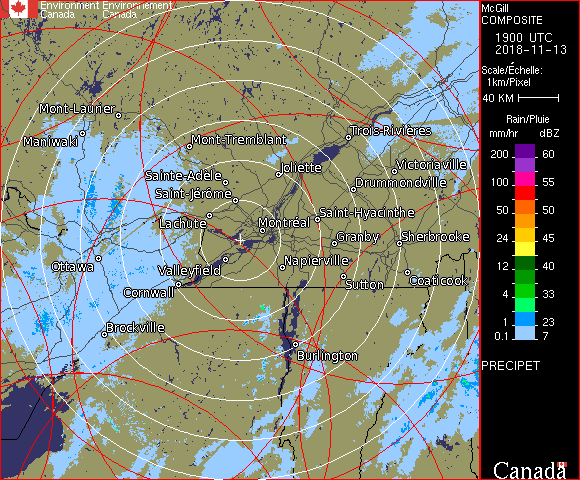 Environment Environnement
Canada Canada
McGill
COMPOSITE
1900 UTC
2018-11-13
Scale/Échelle:
1km/Pixel
40 KM
Rain/Pluie
mm/hr dBZ
200 60
100 55
50 50
24 45
12 40
4 33
1 23
0.1 7
PRECIPET
Canada
Mont-Laurier
Maniwaki
Mont-Tremblant
Trois-Rivières
Joliette
Victoriaville
Sainte-Adèle
Drummondville
Saint-Jérôme
Lachute
Saint-Hyacinthe
Montréal
Granby
Sherbrooke
Ottawa
Valleyfield
Napierville
Cornwall
Sutton
Coaticook
Brockville
Burlington